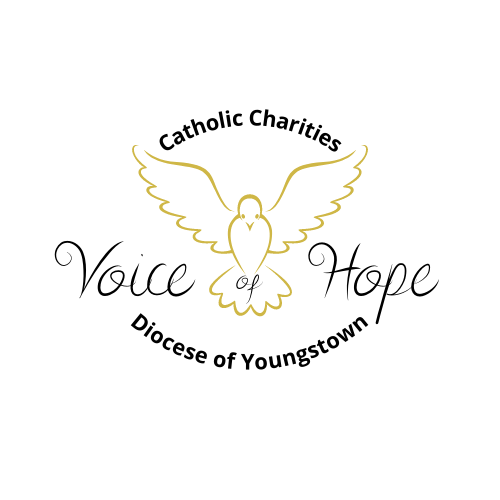 Catholic Charities
Voice of Hope
Diocese of Youngstown